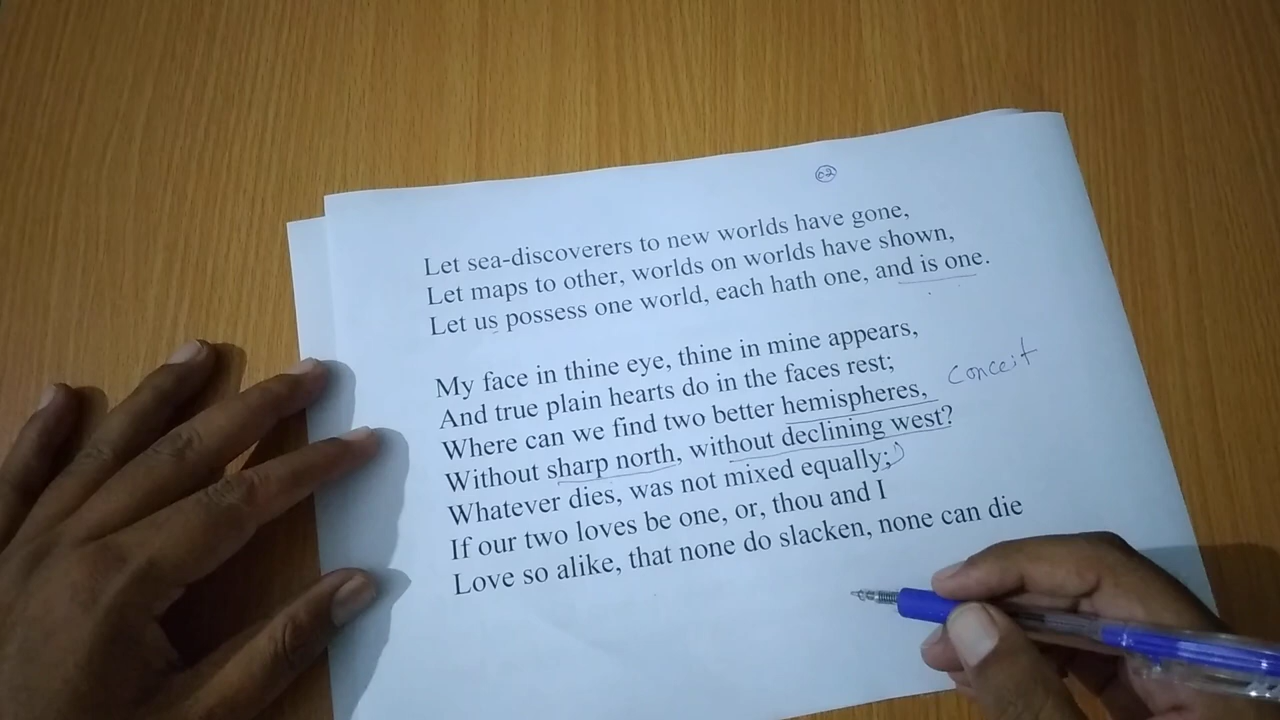 02
Let sea-discoverers to new worlds have gone,
Let maps to other, worlds on worlds have shown,
Let us possess one world, each hath one, and is one.
My face in thine eye, thine in mine appears,
And true plain hearts do in the faces rest;
Where can we find two better hemispheres, Conceit
Without sharp north, without declining west?
Whatever dies, was not mixed equally;
If our two loves be one, or, thou and I
Love so alike, that none do slacken, none can die